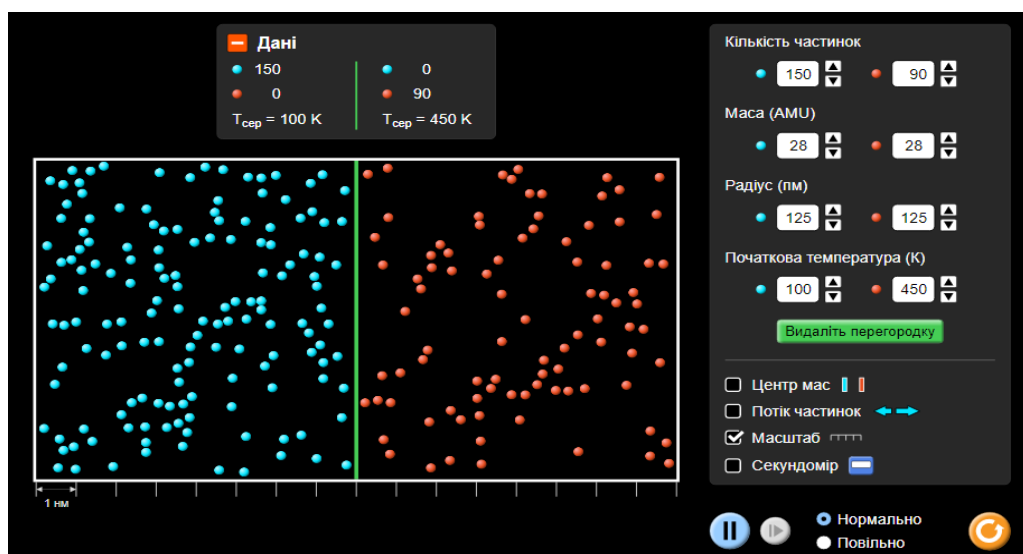 Дані
150 0
0 90
Tсер = 100 K Tсер = 450 K
1 нм
Кількість частинок
150 90
Маса (AMU)
28 28
Радіус (пм)
125 125
Початкова температура (К)
100 450
Видаліть перегородку
Центр мас
Потік частинок
Масштаб
Секундомір
Нормально
Повільно